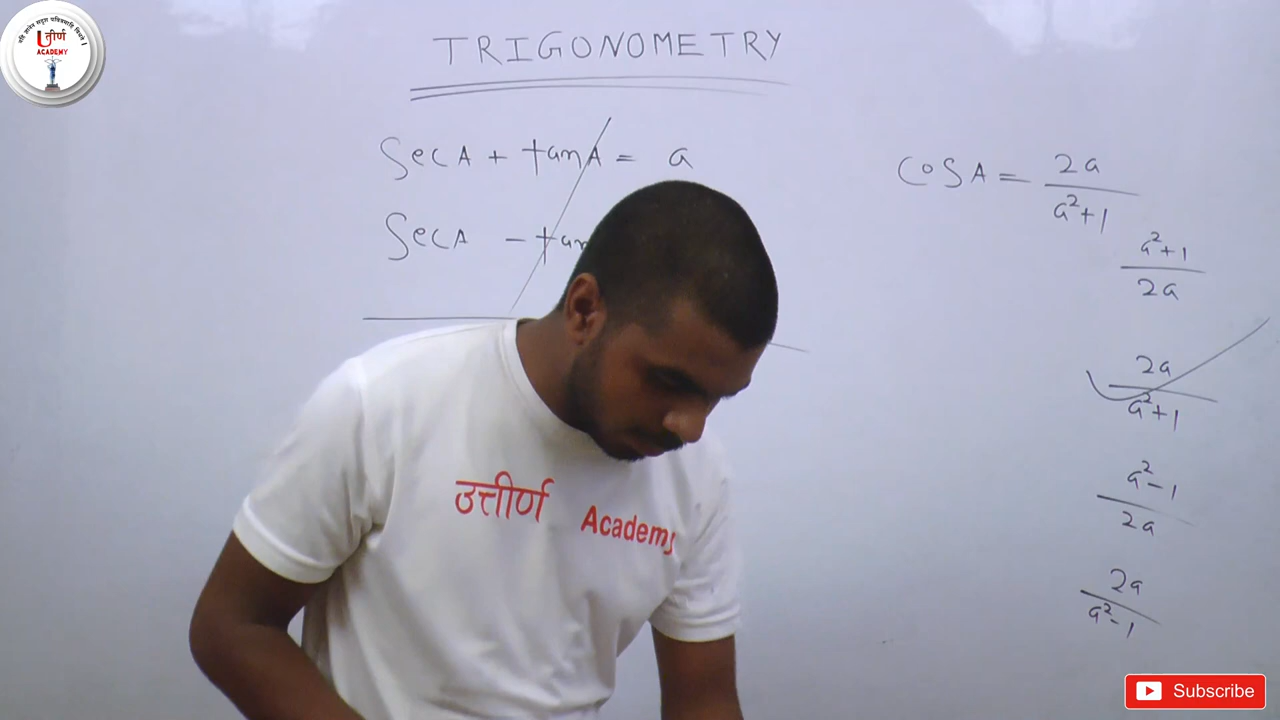 TRIGONOMETRY
SecA + tanA = a
SecA - tan
CosA = 2a
a²+1
a²+1
2a
2a
a²+1
a²-1
2a
2a
a²-1
उत्तीर्ण Academy
Uत्तीर्ण
ACADEMY
Subscribe